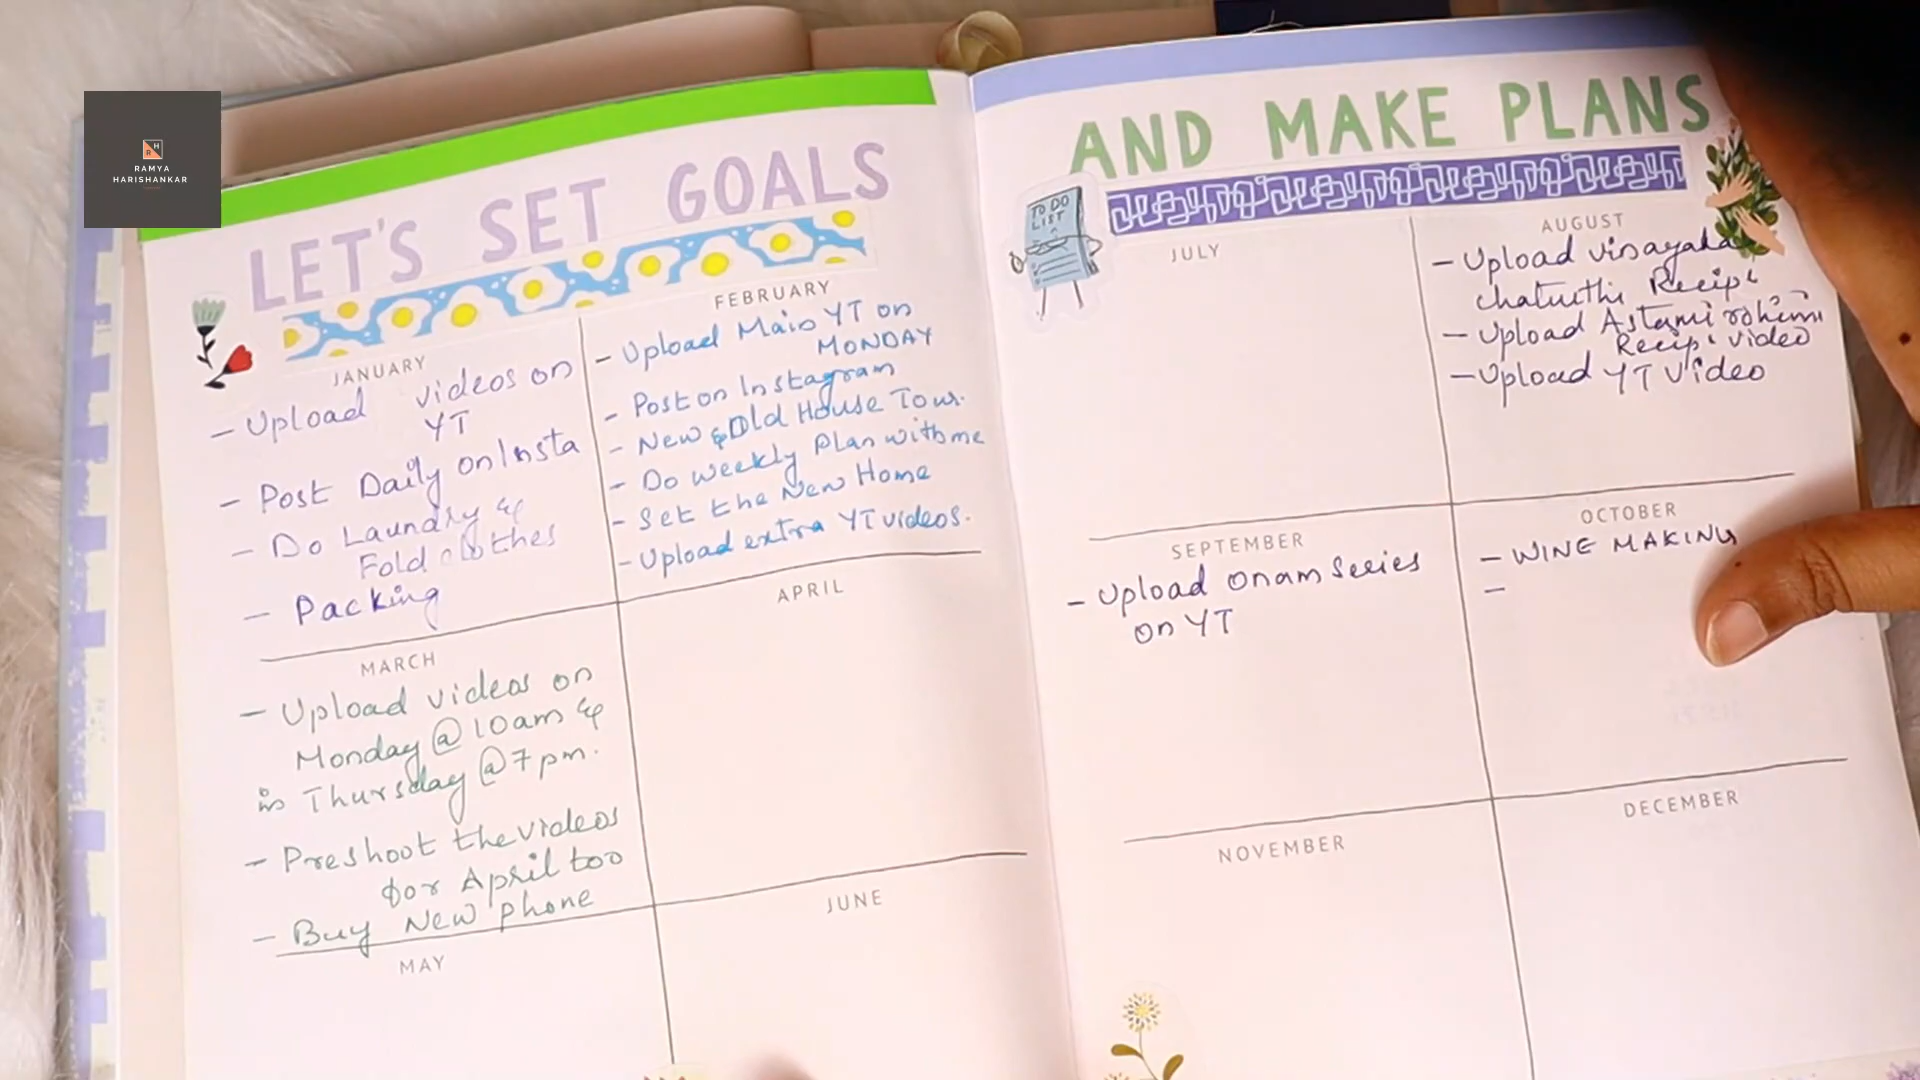 RH
RAMYA
HARISHANKAR
LET'S SET GOALS
JANUARY
- Upload videos on
YT
- Post Daily on Insta
- Do Laundry &
Fold clothes
- Packing
FEBRUARY
- Upload Main YT on
MONDAY
- Post on Instagram
- New & Old House Tour.
- Do weekly Plan with me
- Set the New Home
- Upload extra YT videos.
MARCH
- Upload videos on
Monday @ 10am &
in Thursday @ 7pm.
- Preshoot the videos
for April too
- Buy New phone
APRIL
MAY
JUNE
AND MAKE PLANS
TO DO
LIST
JULY
AUGUST
- Upload vinayaka
chaturthi Recipe
- Upload Astami rohini
Recipe video
- Upload YT Video
SEPTEMBER
- Upload Onam Series
on YT
OCTOBER
- WINE MAKING
-
NOVEMBER
DECEMBER